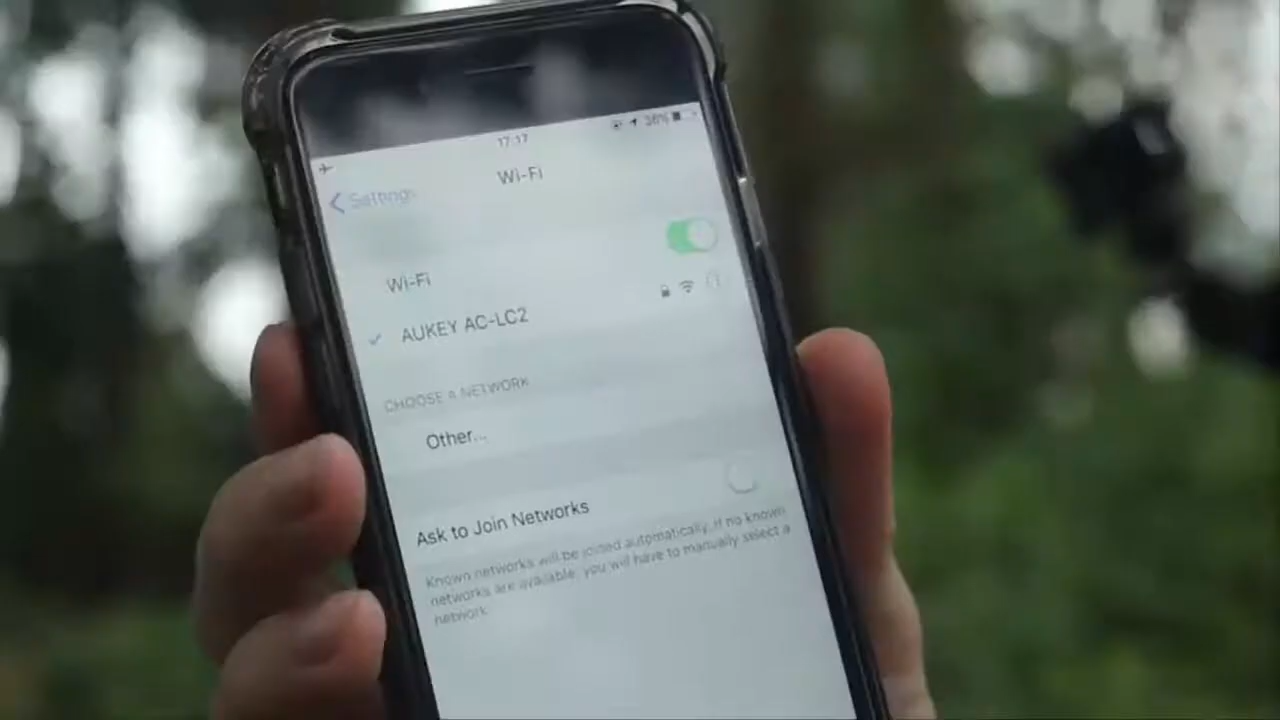 17:17
36%
Settings
Wi-Fi
Wi-Fi
AUKEY AC-LC2
CHOOSE A NETWORK
Other...
Ask to Join Networks
Known networks will be joined automatically. If no known
networks are available, you will have to manually select a
network.